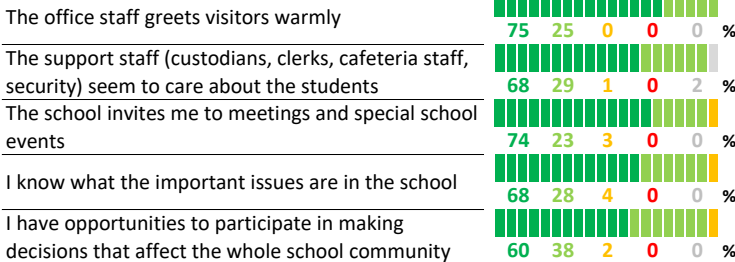 The office staff greets visitors warmly
75 25 0 0 0 %
The support staff (custodians, clerks, cafeteria staff,
security) seem to care about the students
68 29 1 0 2 %
The school invites me to meetings and special school
events
74 23 3 0 0 %
I know what the important issues are in the school
68 28 4 0 0 %
I have opportunities to participate in making
decisions that affect the whole school community
60 38 2 0 0 %